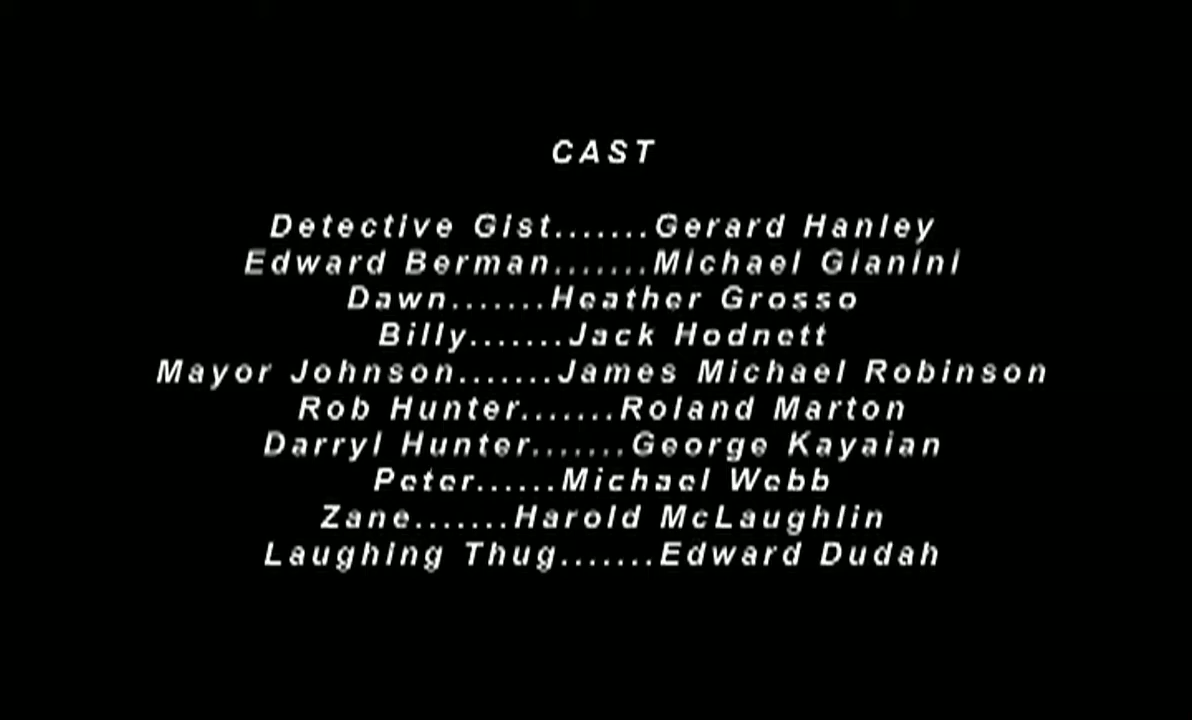 CAST
Detective Gist.......Gerard Hanley
Edward Berman.......Michael Gianini
Dawn.......Heather Grosso
Billy.......Jack Hodnett
Mayor Johnson.......James Michael Robinson
Rob Hunter.......Roland Marton
Darryl Hunter.......George Kayaian
Peter......Michael Webb
Zane.......Harold McLaughlin
Laughing Thug.......Edward Dudah